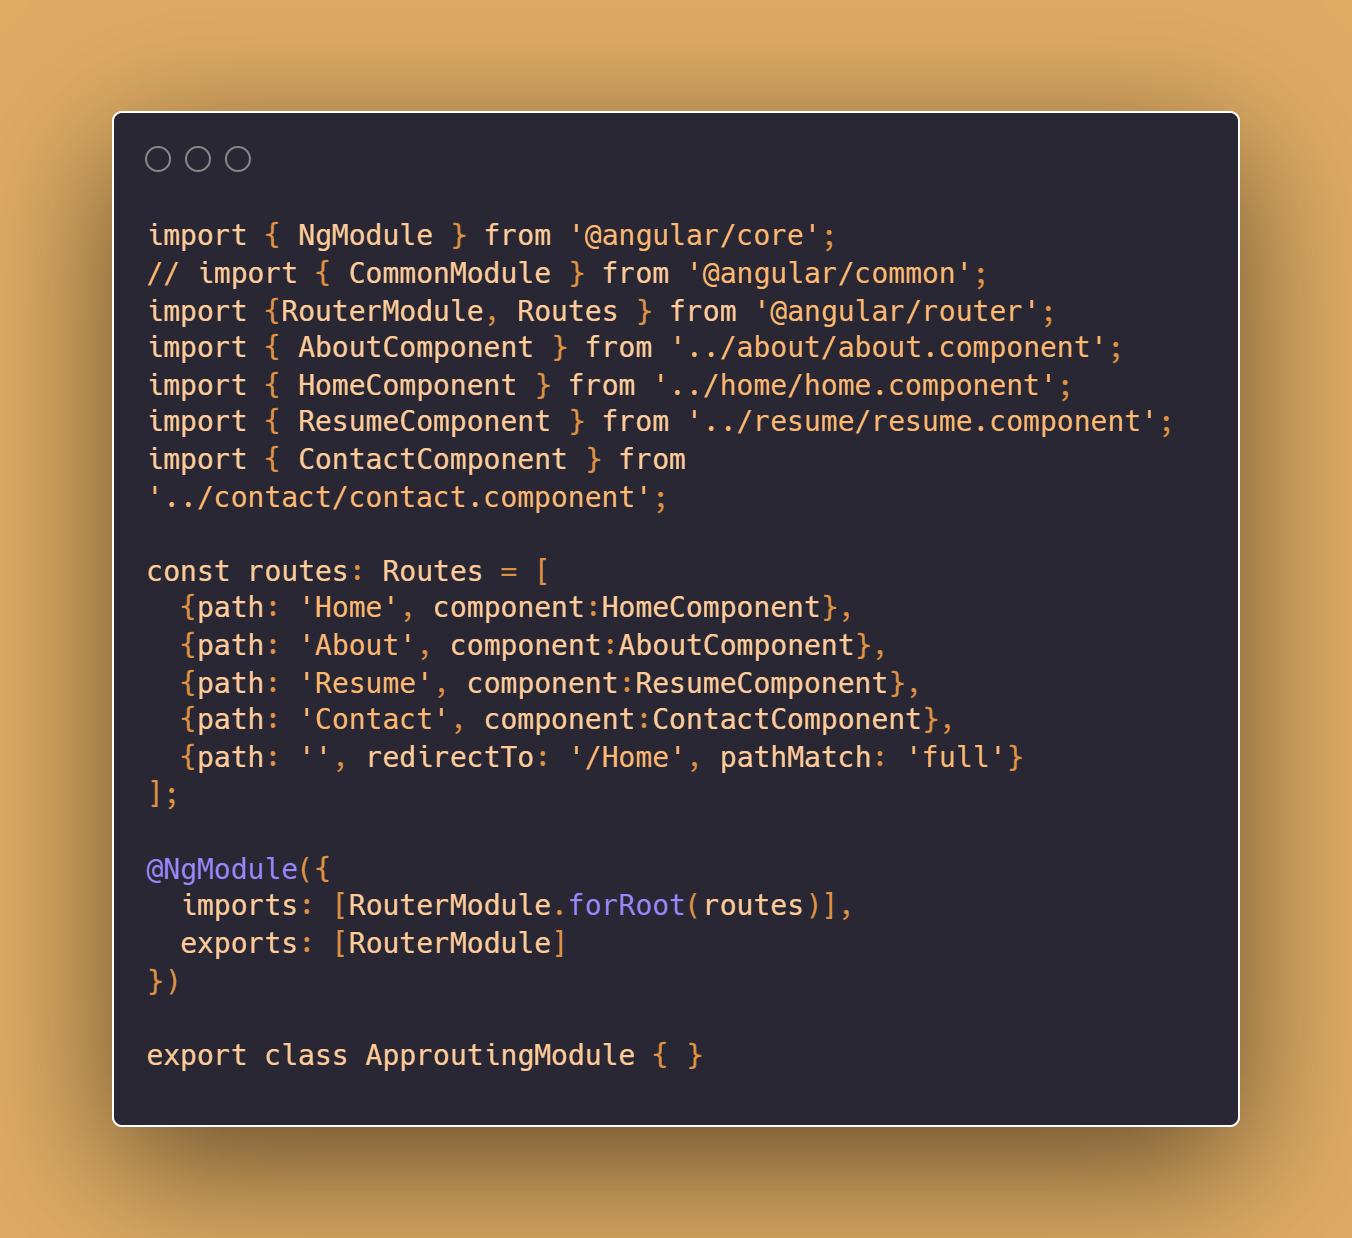 import { NgModule } from '@angular/core';
// import { CommonModule } from '@angular/common';
import {RouterModule, Routes } from '@angular/router';
import { AboutComponent } from '../about/about.component';
import { HomeComponent } from '../home/home.component';
import { ResumeComponent } from '../resume/resume.component';
import { ContactComponent } from
'../contact/contact.component';

const routes: Routes = [
  {path: 'Home', component:HomeComponent},
  {path: 'About', component:AboutComponent},
  {path: 'Resume', component:ResumeComponent},
  {path: 'Contact', component:ContactComponent},
  {path: '', redirectTo: '/Home', pathMatch: 'full'}
];

@NgModule({
  imports: [RouterModule.forRoot(routes)],
  exports: [RouterModule]
})

export class ApproutingModule { }